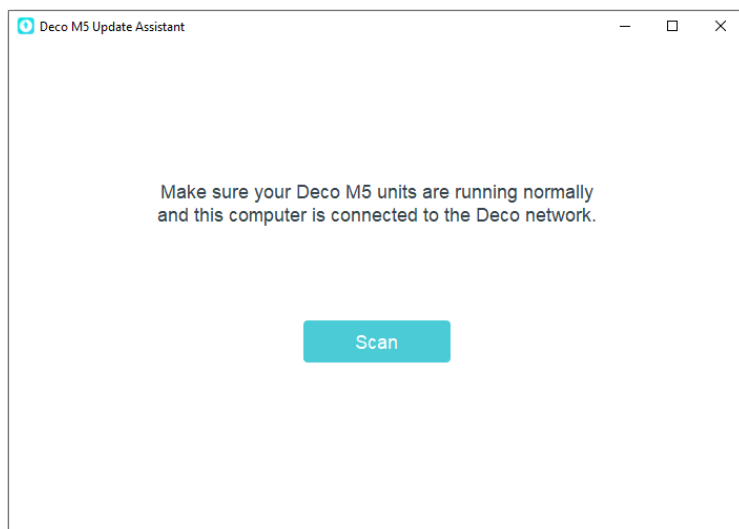 Deco M5 Update Assistant
Make sure your Deco M5 units are running normally
and this computer is connected to the Deco network.
Scan